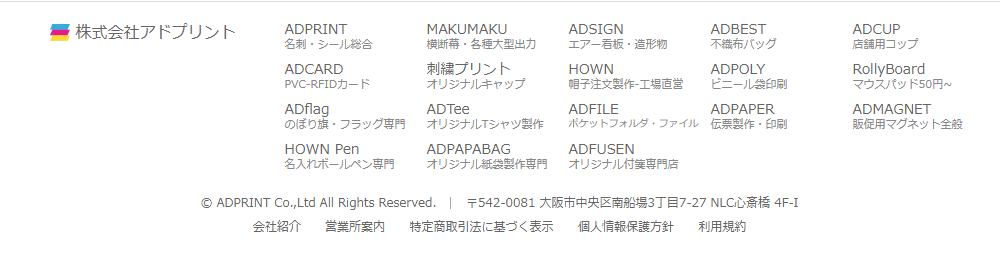 株式会社アドプリント
ADPRINT
名刺・シール総合
MAKUMAKU
横断幕・各種大型出力
ADSIGN
エアー看板・造形物
ADBEST
不織布バッグ
ADCUP
店舗用コップ
ADCARD
PVC-RFIDカード
刺繍プリント
オリジナルキャップ
HOWN
帽子注文製作-工場直営
ADPOLY
ビニール袋印刷
RollyBoard
マウスパッド50円~
ADflag
のぼり旗・フラッグ専門
ADTee
オリジナルTシャツ製作
ADFILE
ポケットフォルダ・ファイル
ADPAPER
伝票製作・印刷
ADMAGNET
販促用マグネット全般
HOWN Pen
名入れボールペン専門
ADPAPABAG
オリジナル紙袋製作専門
ADFUSEN
オリジナル付箋専門店
© ADPRINT Co.,Ltd All Rights Reserved. | 〒542-0081 大阪市中央区南船場3丁目7-27 NLC心斎橋 4F-I
会社紹介 営業所案内 特定商取引法に基づく表示 個人情報保護方針 利用規約